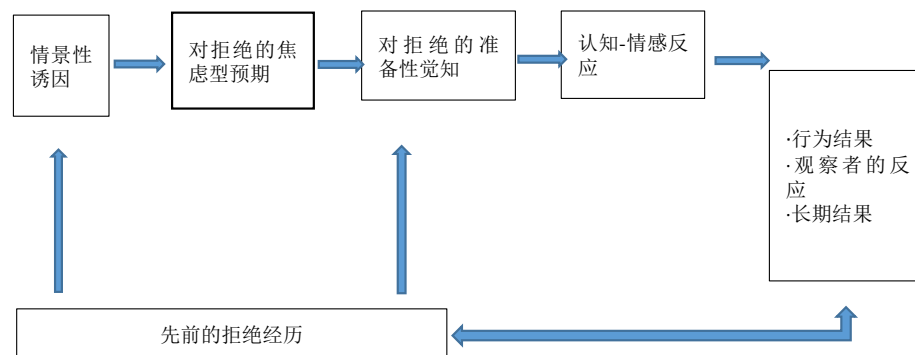 情景性
诱因
对拒绝的焦
虑型预期
对拒绝的准
备性觉知
认知-情感反
应
·行为结果
·观察者的反
应
·长期结果
先前的拒绝经历